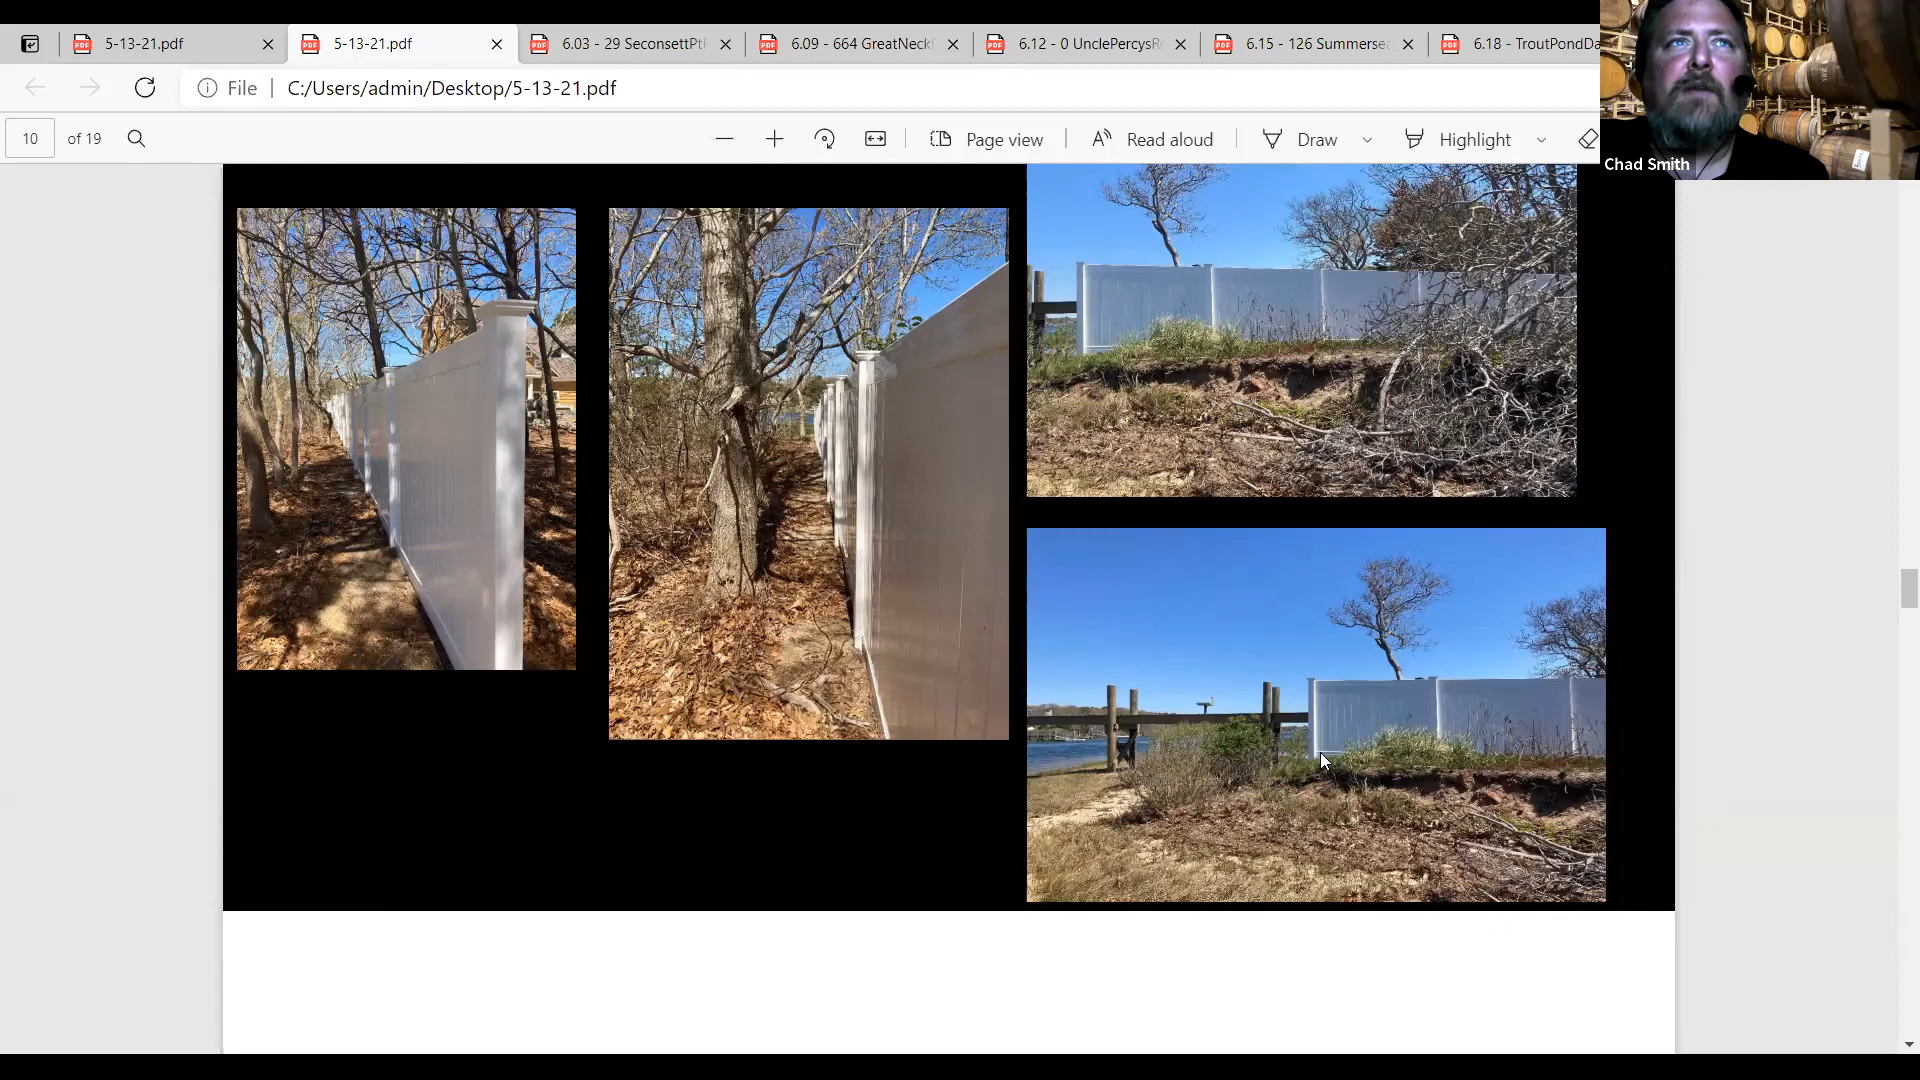 5-13-21.pdf
5-13-21.pdf
6.03 - 29 SeconsettPt
6.09 - 664 GreatNeck
6.12 - 0 UnclePercysR
6.15 - 126 Summersea
6.18 - TroutPondDa
File
C:/Users/admin/Desktop/5-13-21.pdf
10 of 19
Page view
Read aloud
Draw
Highlight
Chad Smith